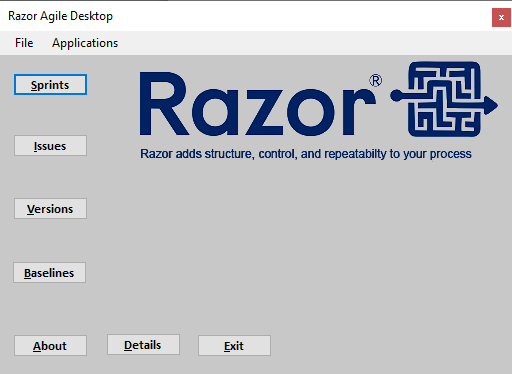 Razor Agile Desktop
x
File Applications
Sprints
Razor®
Razor adds structure, control, and repeatabilty to your process
Issues
Versions
Baselines
About Details Exit